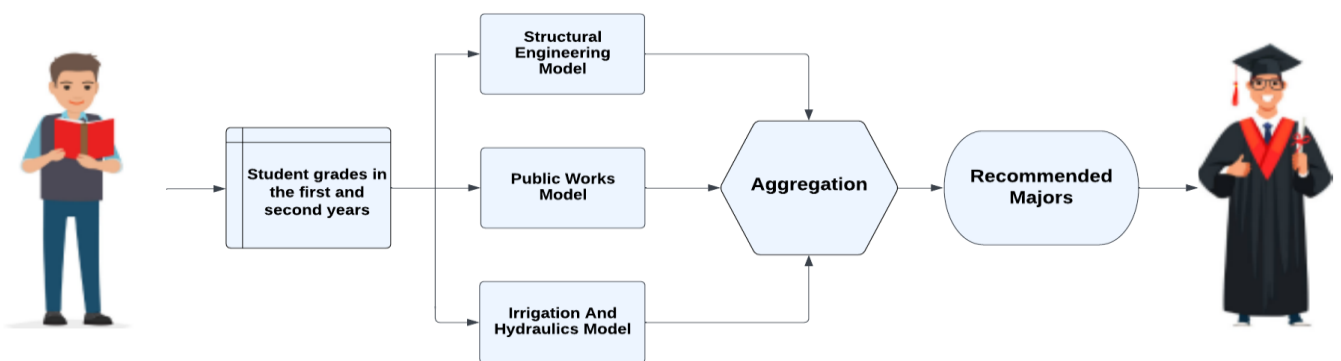 Structural
Engineering
Model
Student grades in
the first and
second years
Public Works
Model
Aggregation
Recommended
Majors
Irrigation And
Hydraulics Model